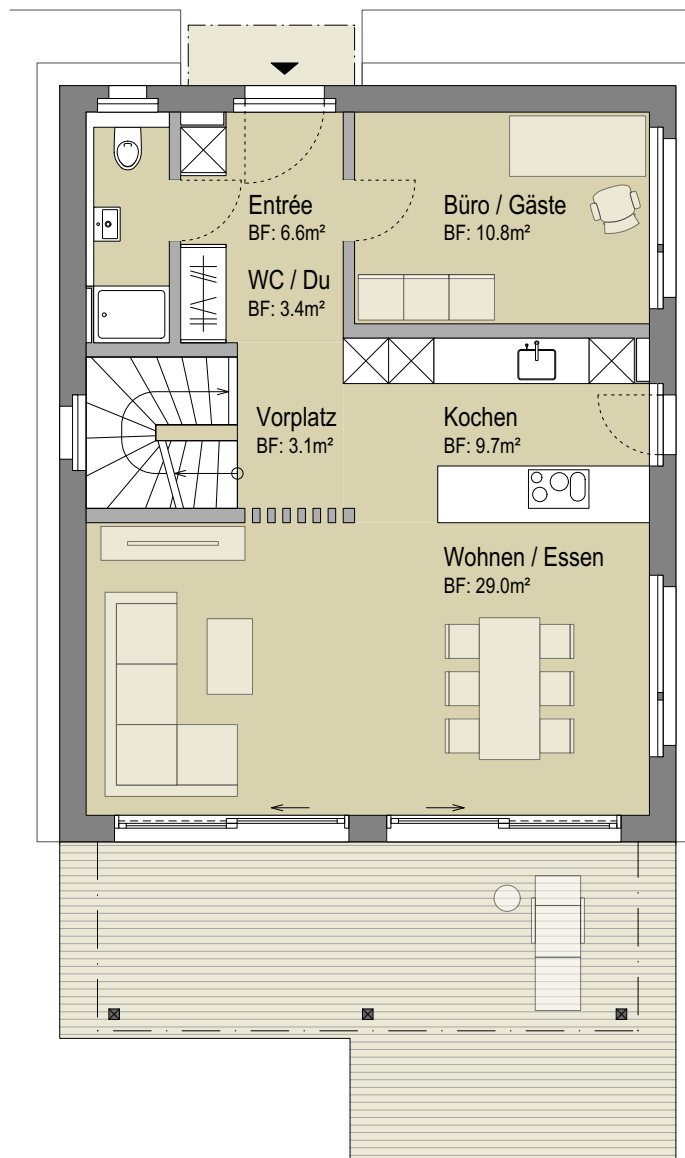 Entrée
BF: 6.6m²
Büro / Gäste
BF: 10.8m²
WC / Du
BF: 3.4m²
Vorplatz
BF: 3.1m²
Kochen
BF: 9.7m²
Wohnen / Essen
BF: 29.0m²